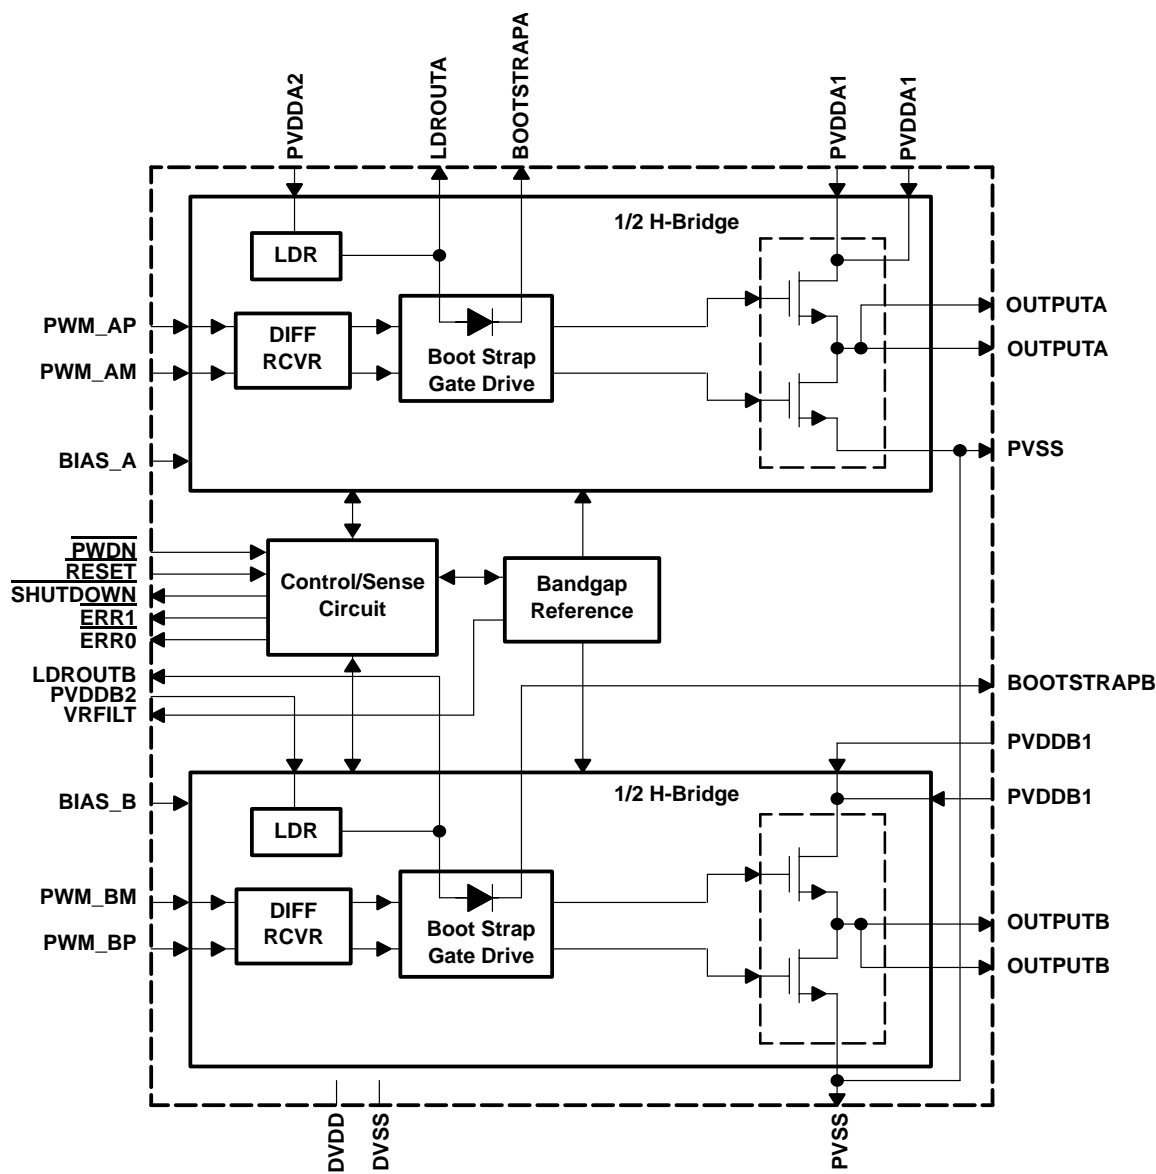 PVDDA2
LDROUTA
BOOTSTRAPA
PVDDA1
PVDDA1
1/2 H-Bridge
LDR
OUTPUTA
PWM_AP
DIFF
RCVR
Boot Strap
Gate Drive
OUTPUTA
PWM_AM
BIAS_A
PVSS
PWDN
RESET
SHUTDOWN
ERR1
ERR0
Control/Sense
Circuit
Bandgap
Reference
LDROUTB
PVDDB2
VRFILT
BOOTSTRAPB
PVDDB1
BIAS_B
1/2 H-Bridge
PVDDB1
LDR
PWM_BM
DIFF
RCVR
Boot Strap
Gate Drive
OUTPUTB
PWM_BP
OUTPUTB
DVDD
DVSS
PVSS